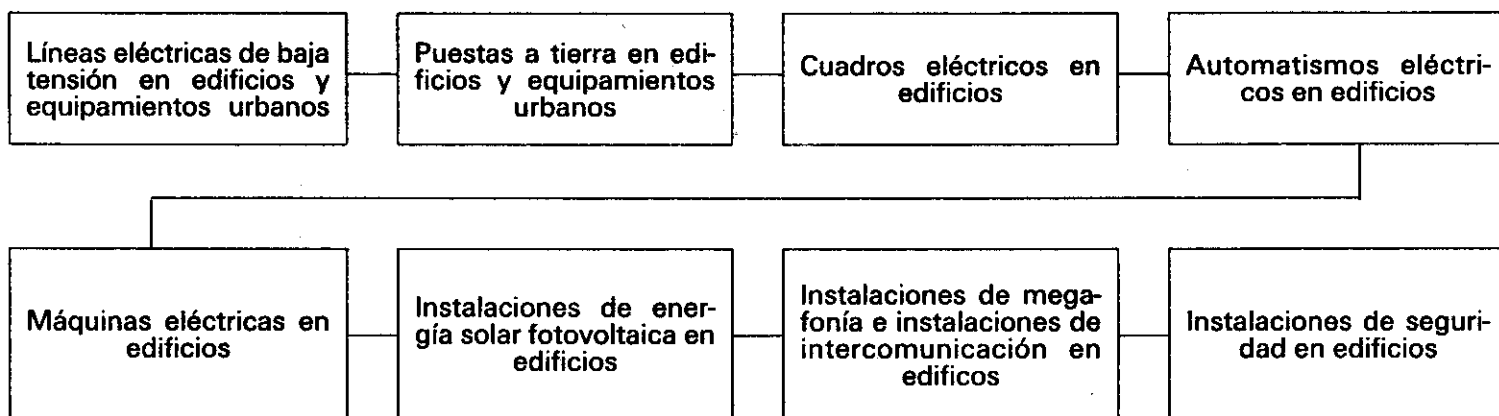 Líneas eléctricas de baja
tensión en edificios y
equipamientos urbanos
Puestas a tierra en edi-
ficios y equipamientos
urbanos
Cuadros eléctricos en
edificios
Automatismos eléctri-
cos en edificios
Máquinas eléctricas en
edificios
Instalaciones de ener-
gía solar fotovoltaica en
edificios
Instalaciones de mega-
fonía e instalaciones de
intercomunicación en
edificos
Instalaciones de seguri-
dad en edificios